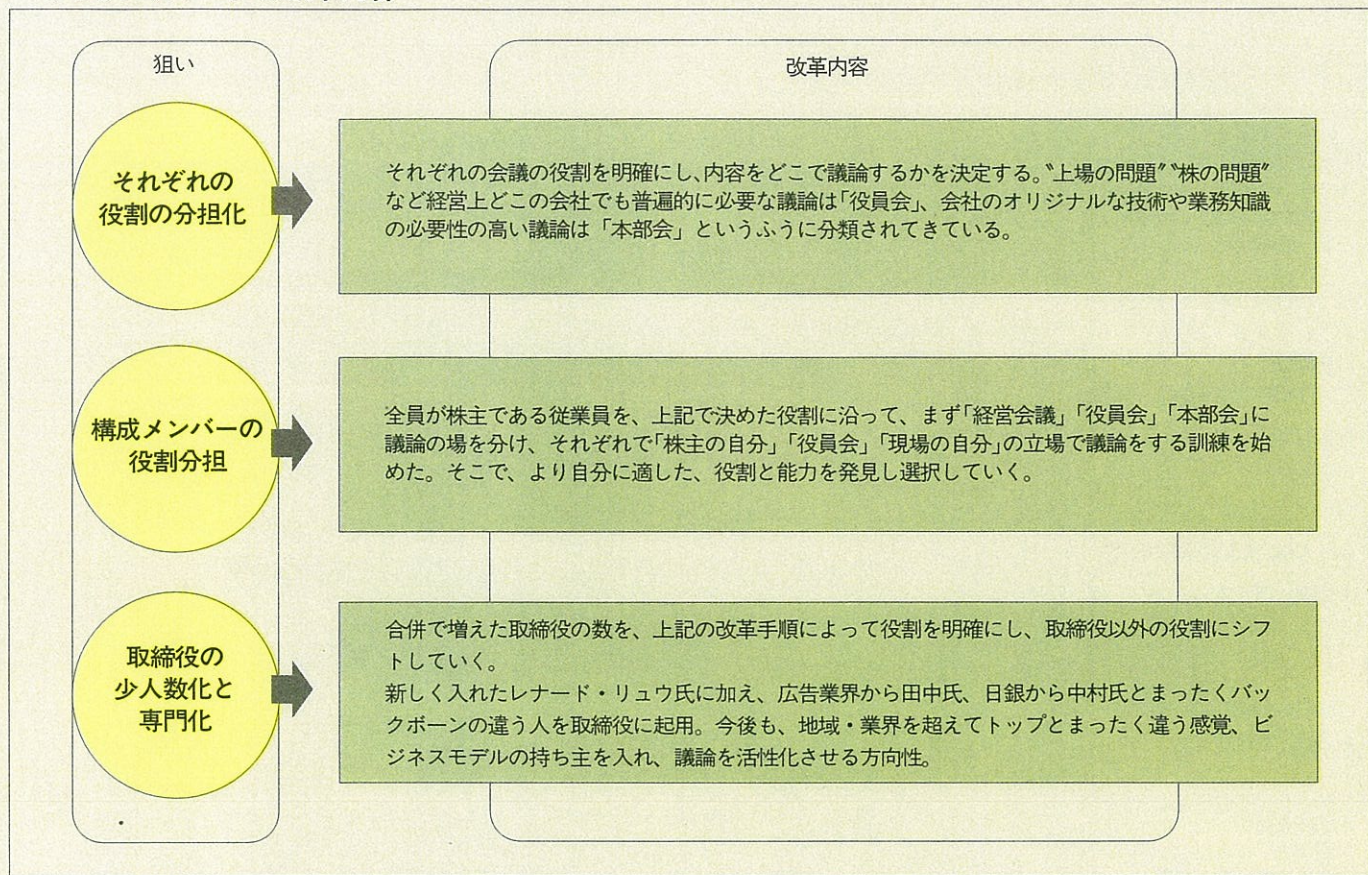 狙い
改革内容
それぞれの
役割の分担化
それぞれの会議の役割を明確にし、内容をどこで議論するかを決定する。〝上場の問題〞〝株の問題〞
など経営上どこの会社でも普遍的に必要な議論は「役員会」、会社のオリジナルな技術や業務知識
の必要性の高い議論は「本部会」というふうに分類されてきている。
構成メンバーの
役割分担
全員が株主である従業員を、上記で決めた役割に沿って、まず「経営会議」「役員会」「本部会」に
議論の場を分け、それぞれで「株主の自分」「役員会」「現場の自分」の立場で議論をする訓練を始
めた。そこで、より自分に適した、役割と能力を発見し選択していく。
取締役の
少人数化と
専門化
合併で増えた取締役の数を、上記の改革手順によって役割を明確にし、取締役以外の役割にシフ
トしていく。
新しく入れたレナード・リュウ氏に加え、広告業界から田中氏、日銀から中村氏とまったくバッ
クボーンの違う人を取締役に起用。今後も、地域・業界を超えてトップとまったく違う感覚、ビ
ジネスモデルの持ち主を入れ、議論を活性化させる方向性。